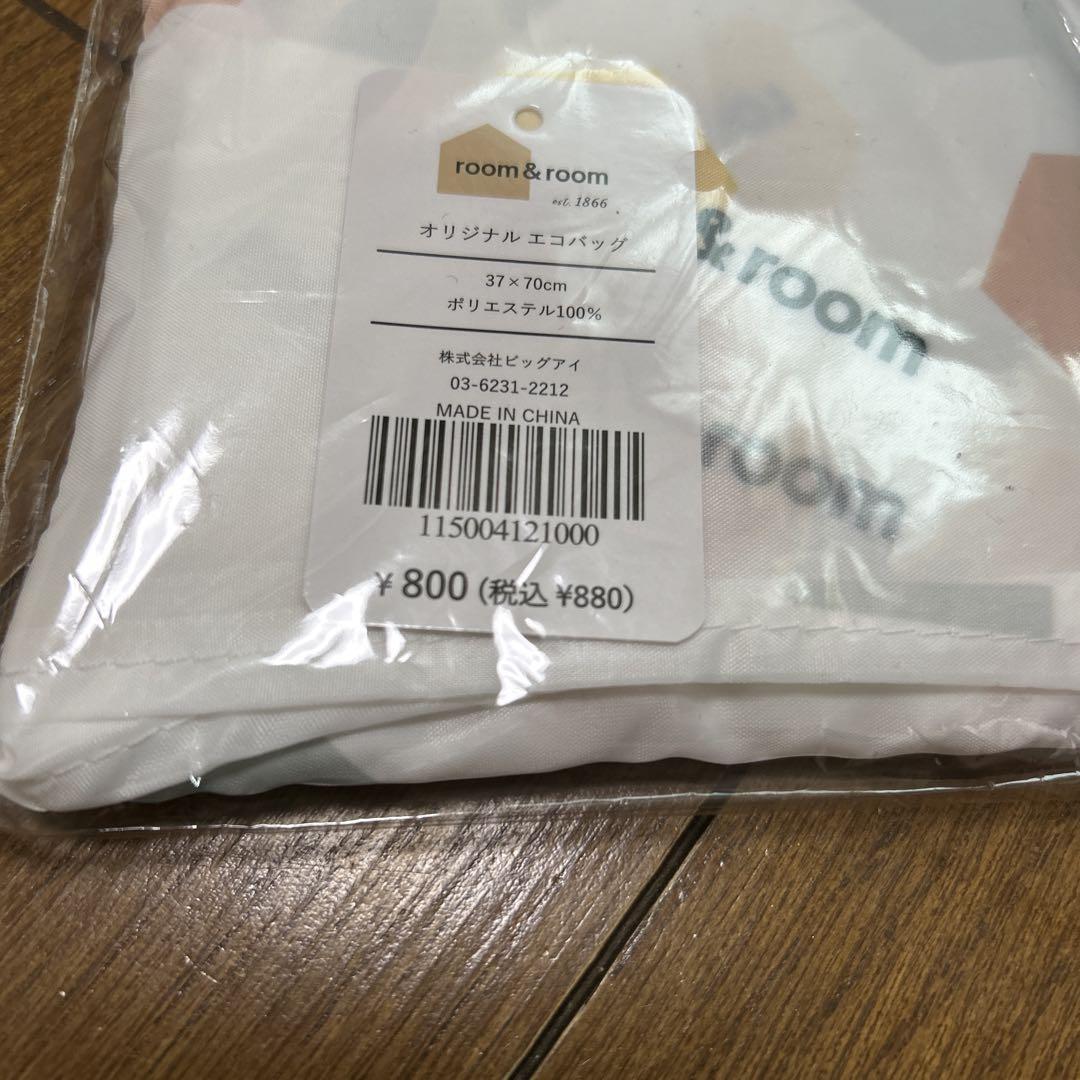 room & room
est. 1866
オリジナル エコバッグ
37×70cm
ポリエステル100%
株式会社ビッグアイ
03-6231-2212
MADE IN CHINA
115004121000
¥ 800 (税込 ¥880)
& room
room